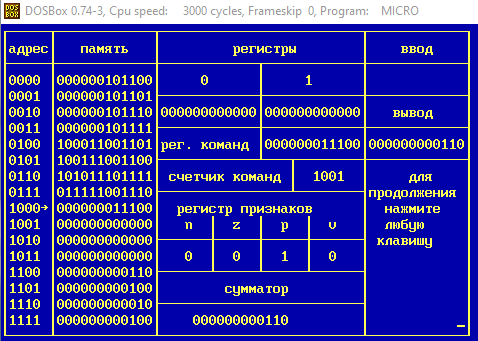 DOSBox 0.74-3, Cpu speed: 3000 cycles, Frameskip 0, Program: MICRO
адрес память регистры ввод
0000 000000101100 0 1
0001 000000101101
0010 000000101110 000000000000 000000000000 вывод
0011 000000101111
0100 100011001101 рег. команд 000000011100 000000000110
0101 100111001100
0110 101011101111 счетчик команд 1001 для
0111 011111001110 продолжения
1000→ 000000011100 регистр признаков нажмите
1001 000000000000 n z p v любую
1010 000000000000 клавишу
1011 000000000000 0 0 1 0
1100 000000000110
1101 000000000100 сумматор
1110 000000000010
1111 000000000100 000000000110 _